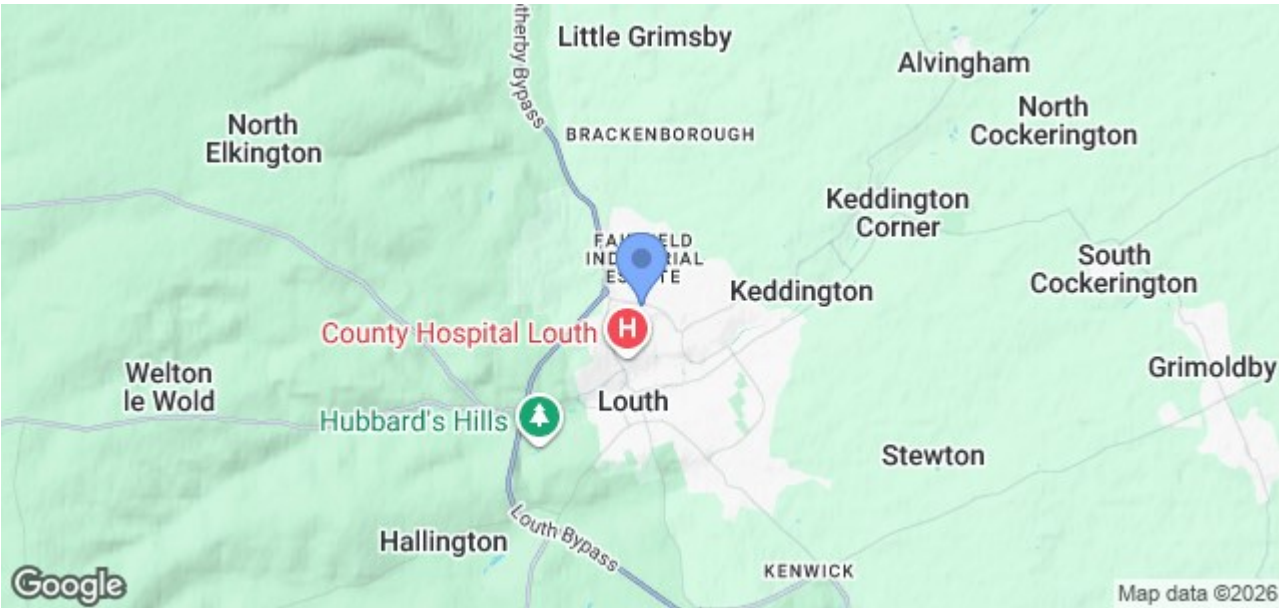 Little Grimsby
Alvingham
North
Cockerington
North
Elkington
BRACKENBOROUGH
Keddington
Corner
South
Cockerington
Keddington
County Hospital Louth
H
Grimoldby
Welton
le Wold
Louth
Hubbard's Hills
Stewton
Louth Bypass
Hallington
KENWICK
Google
Map data ©2026